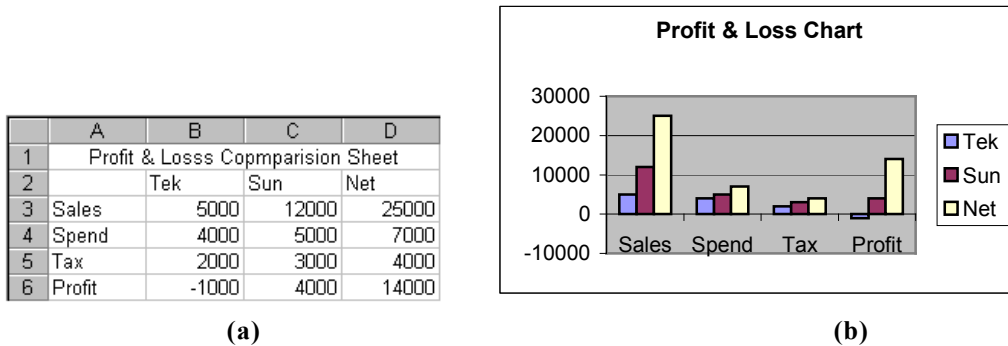 A B C D
1 Profit & Losss Copmparision Sheet
2 Tek Sun Net
3 Sales 5000 12000 25000
4 Spend 4000 5000 7000
5 Tax 2000 3000 4000
6 Profit -1000 4000 14000
(a)
Profit & Loss Chart
30000
20000
10000
0
-10000
Sales Spend Tax Profit
Tek
Sun
Net
(b)